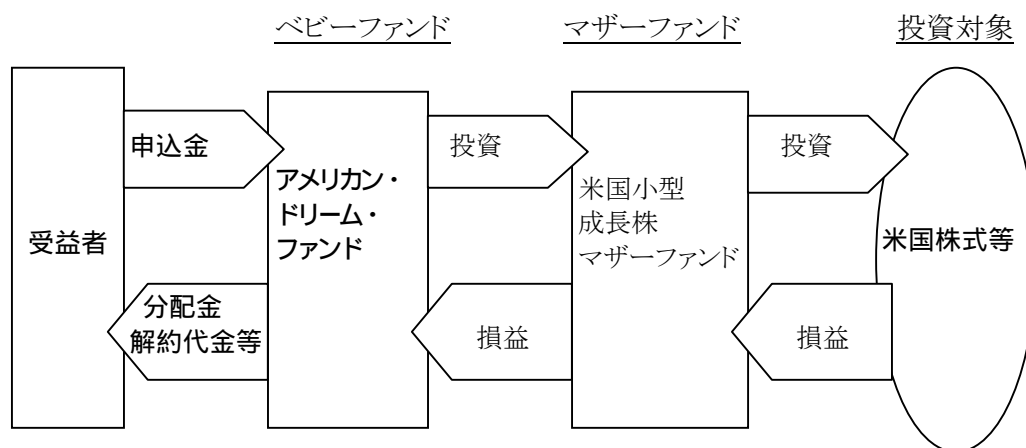 ベビーファンド
マザーファンド
投資対象
受益者
申込金
分配金
解約代金等
アメリカン・
ドリーム・
ファンド
投資
損益
米国小型
成長株
マザーファンド
投資
損益
米国株式等